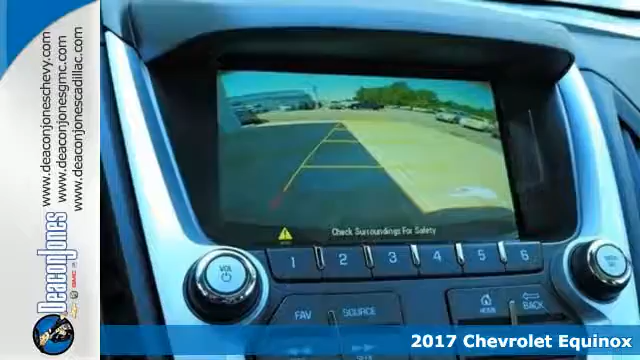 www.deaconjoneschevy.com
www.deaconjonesgmc.com
www.deaconjonescadillac.com
DeaconJones
GMC
Check Surroundings For Safety
1 2 3 4 5 6
VOL
FAV SOURCE
HOME BACK
2017 Chevrolet Equinox